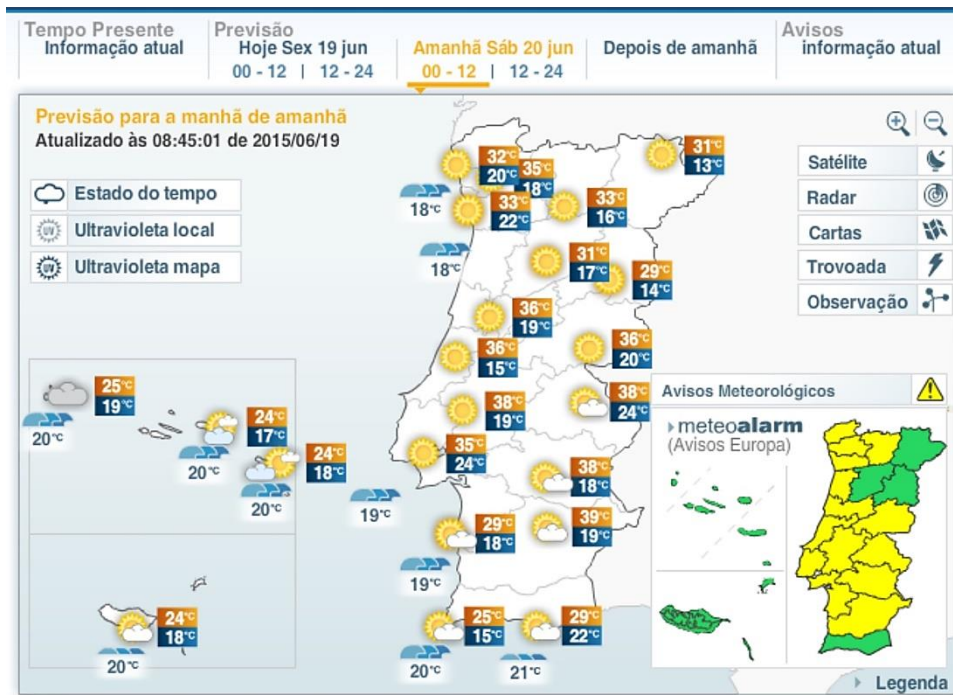 Tempo Presente
Informação atual
Previsão
Hoje Sex 19 jun
00 - 12 | 12 - 24
Amanhã Sáb 20 jun
00 - 12 | 12 - 24
Depois de amanhã
Avisos
informação atual
Previsão para a manhã de amanhã
Atualizado às 08:45:01 de 2015/06/19
Estado do tempo
UV Ultravioleta local
UV Ultravioleta mapa
Satélite
Radar
Cartas
Trovoada
Observação
32°C
20°C
35°C
18°C
31°C
13°C
18°C
33°C
22°C
33°C
16°C
18°C
31°C
17°C
29°C
14°C
36°C
19°C
36°C
15°C
36°C
20°C
38°C
19°C
38°C
24°C
35°C
24°C
38°C
18°C
19°C
29°C
18°C
39°C
19°C
19°C
25°C
15°C
29°C
22°C
20°C
21°C
25°C
19°C
20°C
24°C
17°C
20°C
24°C
18°C
20°C
24°C
18°C
20°C
Avisos Meteorológicos
meteoalarm
(Avisos Europa)
Legenda